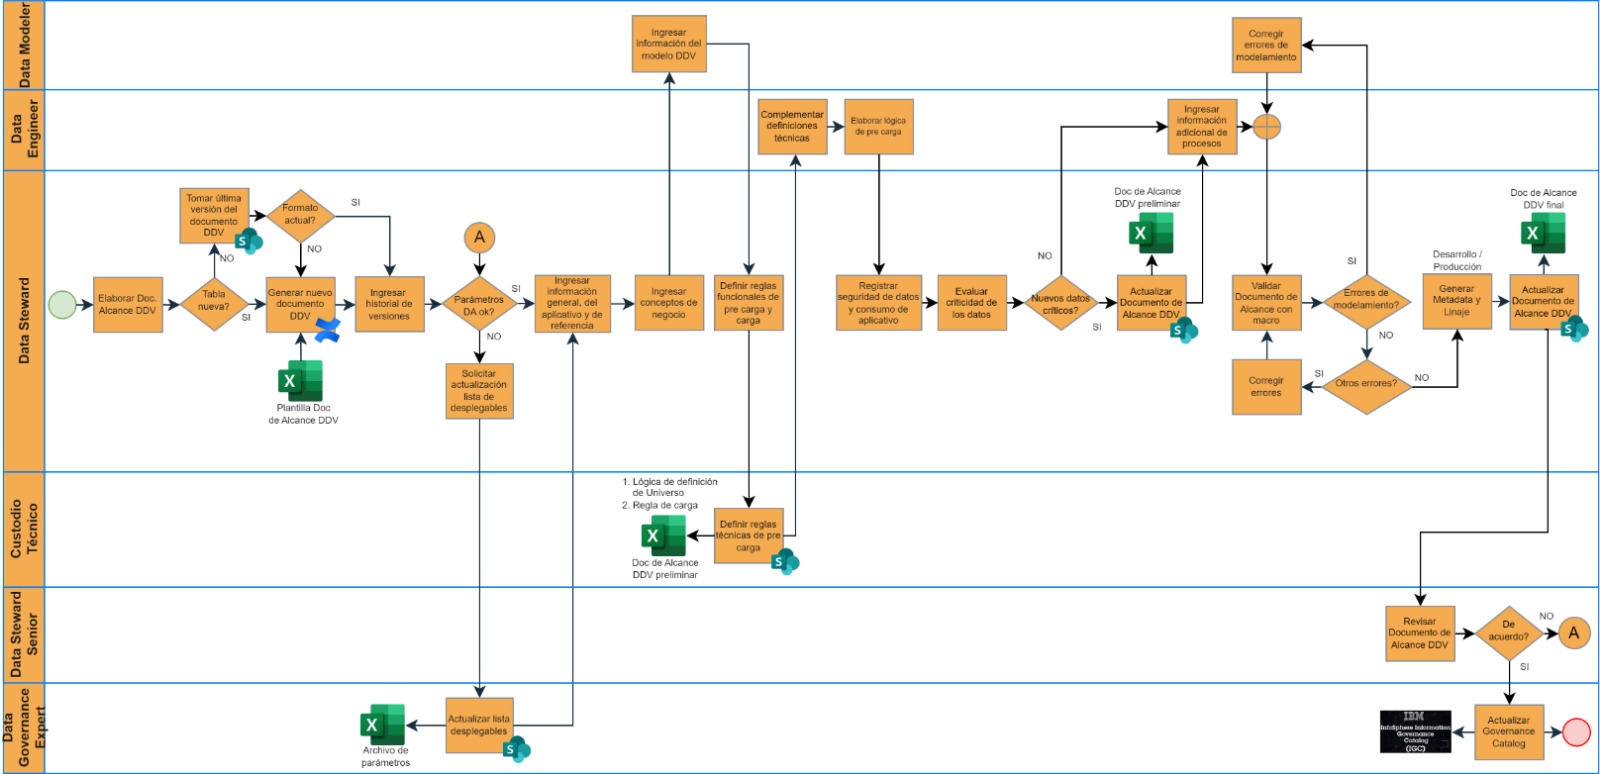 Data Modeler
Ingresar
información del
modelo DDV
Corregir
errores de
modelamiento
Data
Engineer
Complementar
definiciones
técnicas
Elaborar lógica
de pre carga
Ingresar
información
adicional de
procesos
Data Steward
Elaborar Doc.
Alcance DDV
Tabla
nueva?
NO
SI
Tomar última
versión del
documento
DDV
S
Formato
actual?
SI
NO
Generar nuevo
documento
DDV
X
Plantilla Doc
de Alcance DDV
Ingresar
historial de
versiones
A
Parámetros
DA ok?
SI
NO
Solicitar
actualización
lista de
desplegables
Ingresar
información
general, del
aplicativo y de
referencia
Ingresar
conceptos de
negocio
Definir reglas
funcionales de
pre carga y
carga
Registrar
seguridad de datos
y consumo de
aplicativo
Evaluar
criticidad de
los datos
Nuevos datos
críticos?
NO
SI
Doc de Alcance
DDV preliminar
X
Actualizar
Documento de
Alcance DDV
S
Validar
Documento de
Alcance con
macro
Errores de
modelamiento?
SI
NO
Corregir
errores
SI
Otros errores?
NO
Desarrollo /
Producción
Generar
Metadata y
Linaje
Doc de Alcance
DDV final
X
Actualizar
Documento de
Alcance DDV
S
Custodio
Técnico
1. Lógica de definición
de Universo
2. Regla de carga
X
Doc de Alcance
DDV preliminar
Definir reglas
técnicas de pre
carga
S
Data Steward
Senior
Revisar
Documento de
Alcance DDV
De
acuerdo?
NO
A
SI
Data
Governance
Expert
X
Archivo de
parámetros
Actualizar lista
desplegables
S
IBM
InfoSphere Information
Governance
Catalog
(IGC)
Actualizar
Governance
Catalog